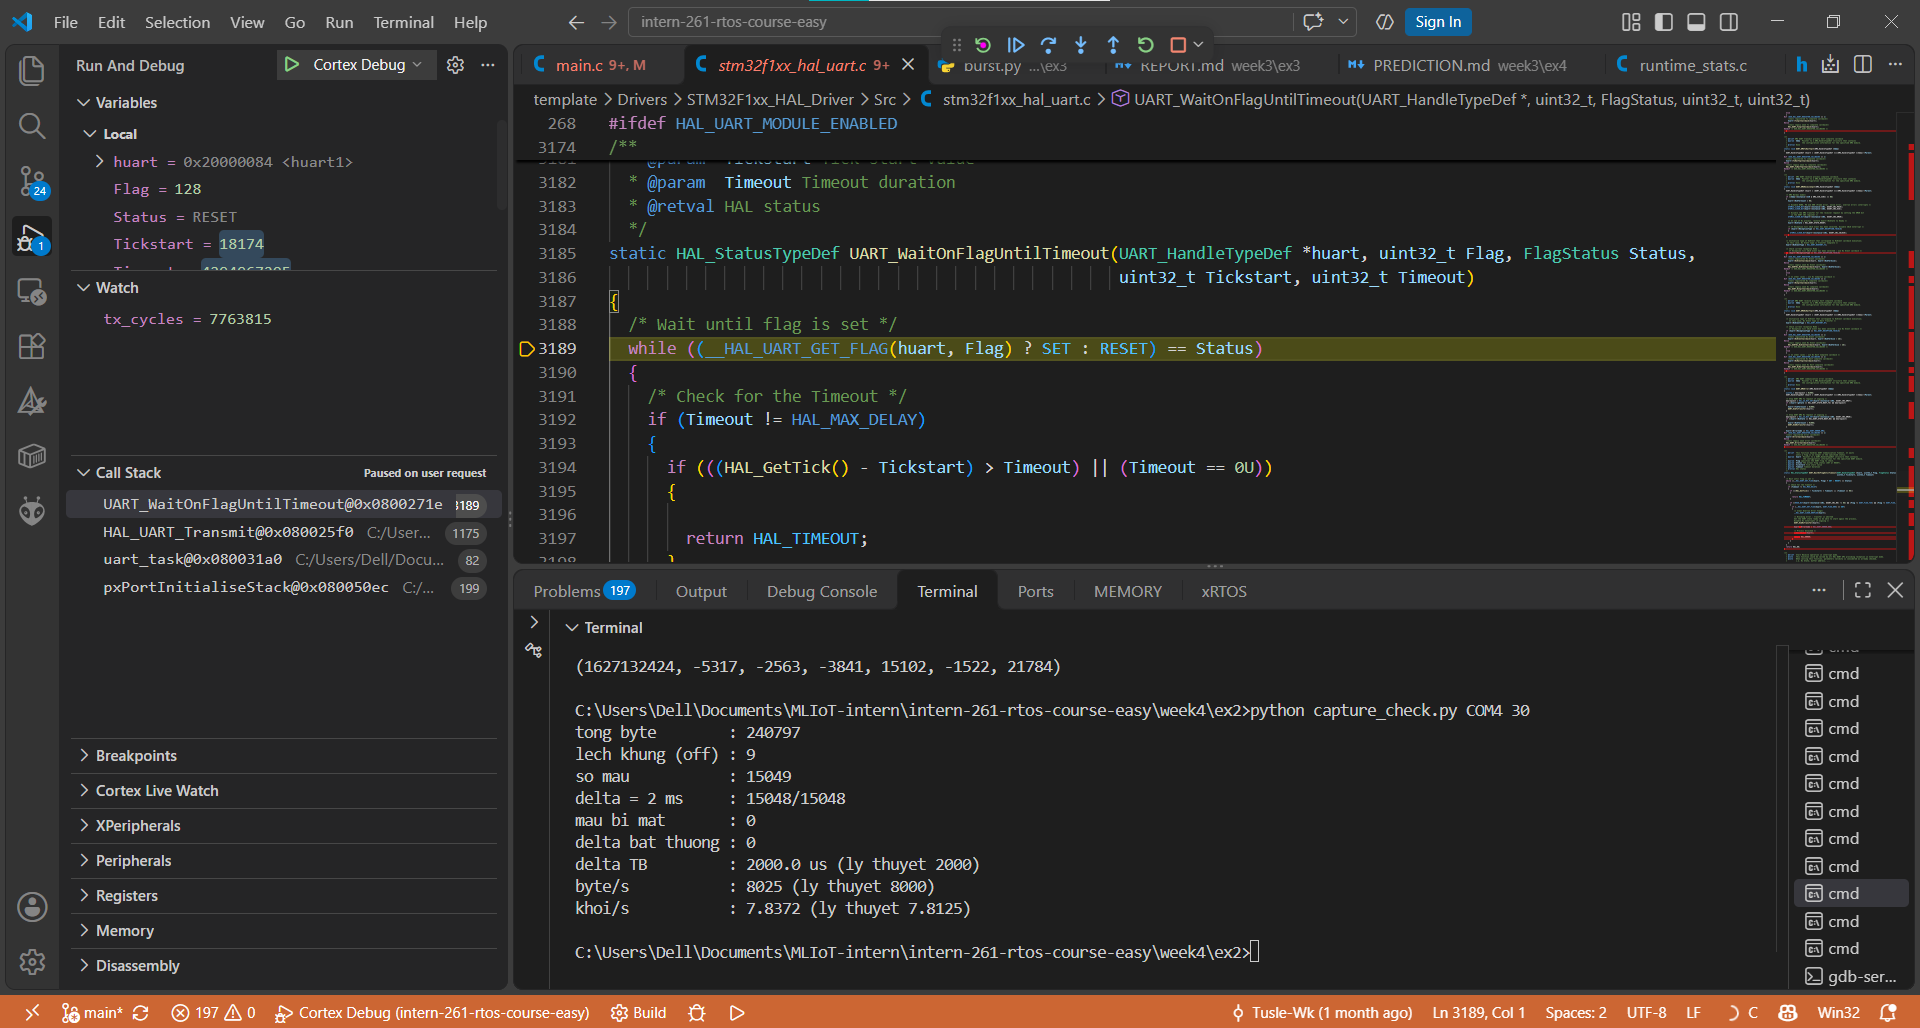 File Edit Selection View Go Run Terminal Help
intern-261-rtos-course-easy
Sign In
Run And Debug
Cortex Debug
Variables
Local
huart = 0x20000084 <huart1>
Flag = 128
Status = RESET
Tickstart = 18174
Watch
tx_cycles = 7763815
Call Stack
Paused on user request
UART_WaitOnFlagUntilTimeout@0x0800271e 3189
HAL_UART_Transmit@0x080025f0 C:/User... 1175
uart_task@0x080031a0 C:/Users/Dell/Docu... 82
pxPortInitialiseStack@0x080050ec C:/... 199
Breakpoints
Cortex Live Watch
XPeripherals
Peripherals
Registers
Memory
Disassembly
main.c 9+, M
stm32f1xx_hal_uart.c 9+
burst.py ...\ex3
REPORT.md week3\ex3
PREDICTION.md week3\ex4
runtime_stats.c
template > Drivers > STM32F1xx_HAL_Driver > Src > stm32f1xx_hal_uart.c > UART_WaitOnFlagUntilTimeout(UART_HandleTypeDef *, uint32_t, FlagStatus, uint32_t, uint32_t)
268 #ifdef HAL_UART_MODULE_ENABLED
3174 /**
3182 * @param Timeout Timeout duration
3183 * @retval HAL status
3184 */
3185 static HAL_StatusTypeDef UART_WaitOnFlagUntilTimeout(UART_HandleTypeDef *huart, uint32_t Flag, FlagStatus Status,
3186 uint32_t Tickstart, uint32_t Timeout)
3187 {
3188 /* Wait until flag is set */
3189 while ((__HAL_UART_GET_FLAG(huart, Flag) ? SET : RESET) == Status)
3190 {
3191 /* Check for the Timeout */
3192 if (Timeout != HAL_MAX_DELAY)
3193 {
3194 if (((HAL_GetTick() - Tickstart) > Timeout) || (Timeout == 0U))
3195 {
3196
3197 return HAL_TIMEOUT;
3198 }
Problems 197 Output Debug Console Terminal Ports MEMORY xRTOS
Terminal
(1627132424, -5317, -2563, -3841, 15102, -1522, 21784)
C:\Users\Dell\Documents\MLIoT-intern\intern-261-rtos-course-easy\week4\ex2>python capture_check.py COM4 30
tong byte : 240797
lech khung (off) : 9
so mau : 15049
delta = 2 ms : 15048/15048
mau bi mat : 0
delta bat thuong : 0
delta TB : 2000.0 us (ly thuyet 2000)
byte/s : 8025 (ly thuyet 8000)
khoi/s : 7.8372 (ly thuyet 7.8125)
C:\Users\Dell\Documents\MLIoT-intern\intern-261-rtos-course-easy\week4\ex2>
cmd
cmd
cmd
cmd
cmd
cmd
cmd
cmd
cmd
cmd
cmd
gdb-ser...
24
1
main* 197 0 Cortex Debug (intern-261-rtos-course-easy) Build
Tusle-Wk (1 month ago) Ln 3189, Col 1 Spaces: 2 UTF-8 LF C Win32